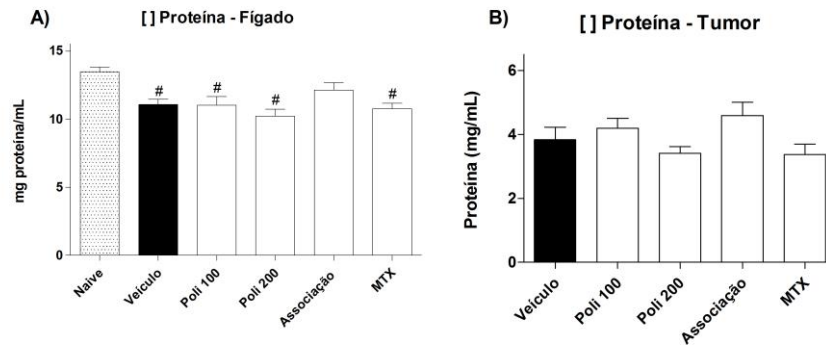 A)
[ ] Proteína - Fígado
mg proteína/mL
15
10
5
0
#
#
#
#
Naive
Veículo
Poli 100
Poli 200
Associação
MTX
B)
[ ] Proteína - Tumor
Proteína (mg/mL)
6
4
2
0
Veículo
Poli 100
Poli 200
Associação
MTX